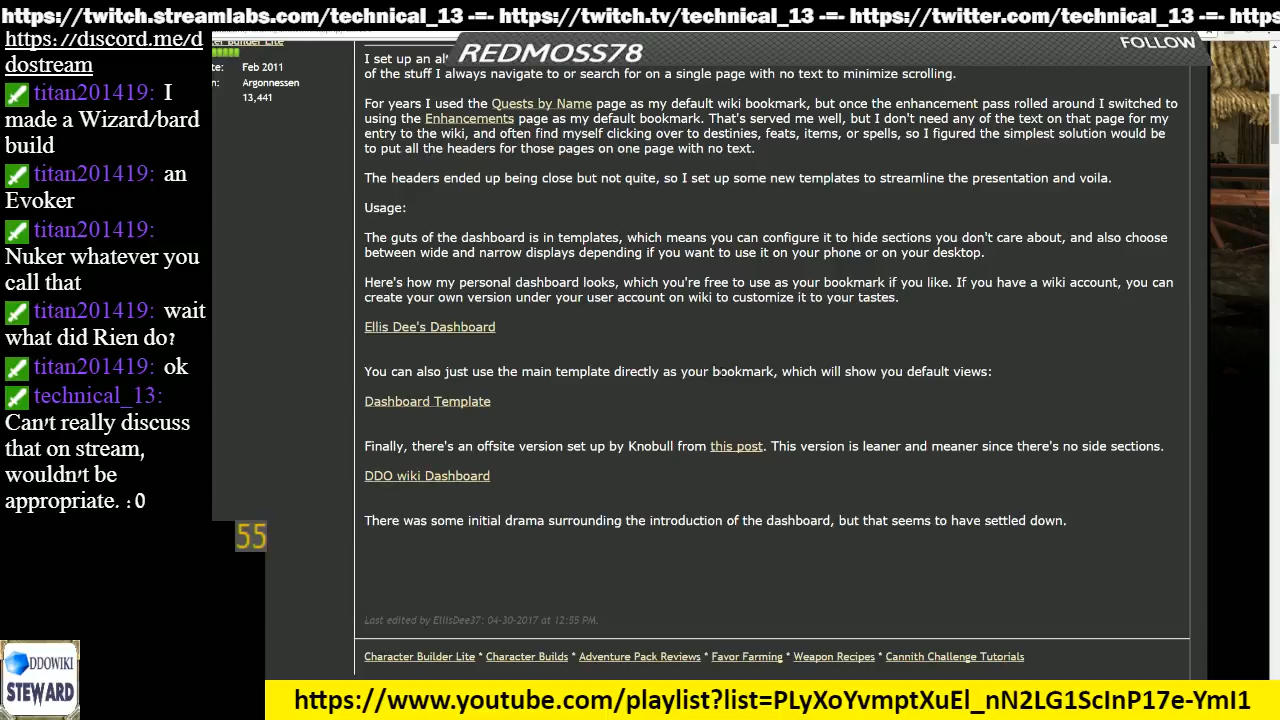 https://twitch.streamlabs.com/technical_13 -=- https://twitch.tv/technical_13 -=- https://twitter.com/technical_13 -=- https
https://discord.me/d
dostream
titan201419: I
made a Wizard/bard
build
titan201419: an
Evoker
titan201419:
Nuker whatever you
call that
titan201419: wait
what did Rien do?
titan201419: ok
technical_13:
Can't really discuss
that on stream,
wouldn't be
appropriate. :0
55
DDOWIKI
STEWARD
Builder Lite
Feb 2011
Argonnessen
13,441
REDMOSS78
FOLLOW
I set up an al
of the stuff I always navigate to or search for on a single page with no text to minimize scrolling.
For years I used the Quests by Name page as my default wiki bookmark, but once the enhancement pass rolled around I switched to
using the Enhancements page as my default bookmark. That's served me well, but I don't need any of the text on that page for my
entry to the wiki, and often find myself clicking over to destinies, feats, items, or spells, so I figured the simplest solution would be
to put all the headers for those pages on one page with no text.
The headers ended up being close but not quite, so I set up some new templates to streamline the presentation and voila.
Usage:
The guts of the dashboard is in templates, which means you can configure it to hide sections you don't care about, and also choose
between wide and narrow displays depending if you want to use it on your phone or on your desktop.
Here's how my personal dashboard looks, which you're free to use as your bookmark if you like. If you have a wiki account, you can
create your own version under your user account on wiki to customize it to your tastes.
Ellis Dee's Dashboard
You can also just use the main template directly as your bookmark, which will show you default views:
Dashboard Template
Finally, there's an offsite version set up by Knobull from this post. This version is leaner and meaner since there's no side sections.
DDO wiki Dashboard
There was some initial drama surrounding the introduction of the dashboard, but that seems to have settled down.
Last edited by EllisDee37; 04-30-2017 at 12:55 PM.
Character Builder Lite * Character Builds * Adventure Pack Reviews * Favor Farming * Weapon Recipes * Cannith Challenge Tutorials
https://www.youtube.com/playlist?list=PLyXoYvmptXuEl_nN2LG1ScInP17e-YmI1